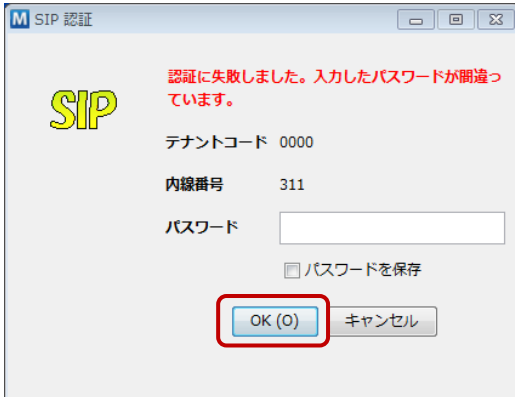 M SIP 認証
認証に失敗しました。入力したパスワードが間違っ
ています。
SIP
テナントコード 0000
内線番号 311
パスワード
パスワードを保存
OK (O) キャンセル